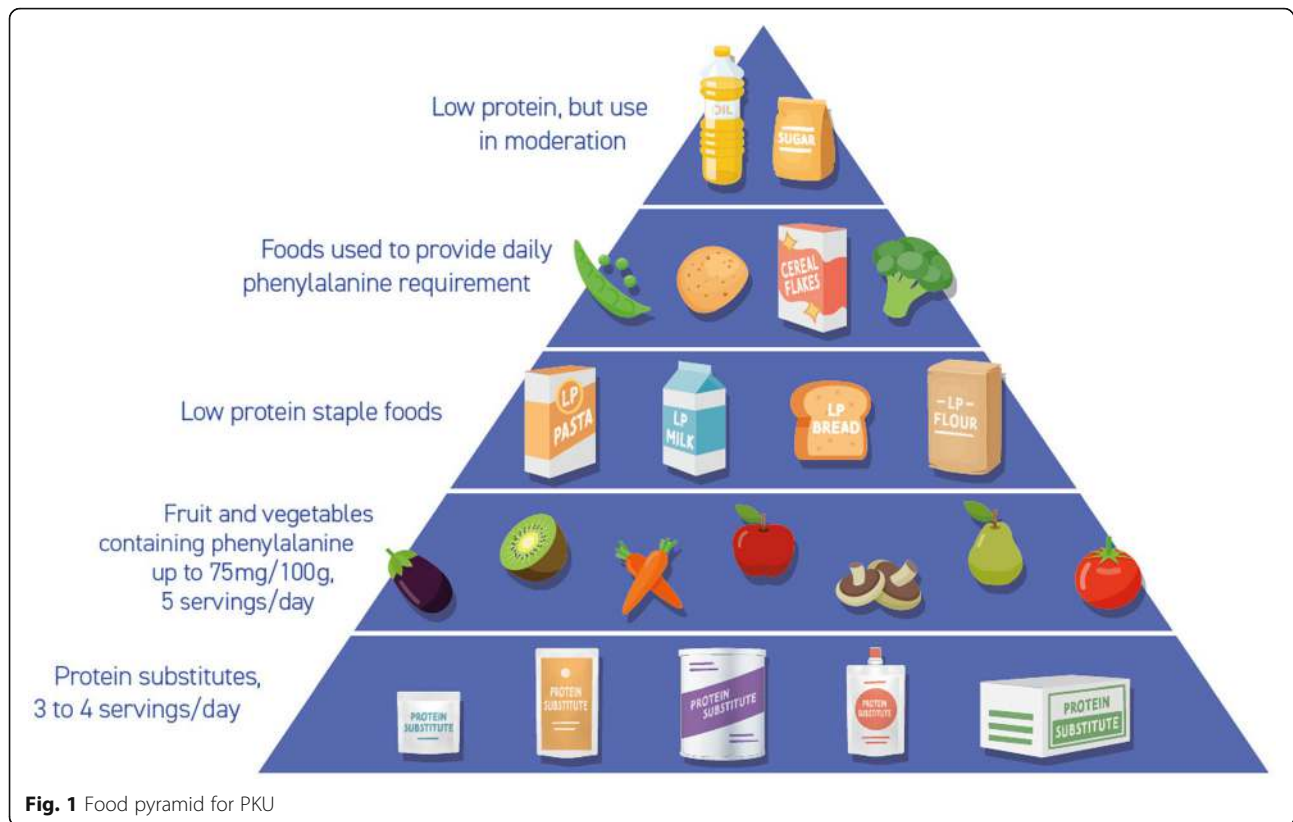 Low protein, but use
in moderation
OIL
SUGAR
Foods used to provide daily
phenylalanine requirement
CEREAL
FLAKES
Low protein staple foods
LP
PASTA
LP
MILK
LP
BREAD
-LP-
FLOUR
Fruit and vegetables
containing phenylalanine
up to 75mg/100g,
5 servings/day
Protein substitutes,
3 to 4 servings/day
PROTEIN
SUBSTITUTE
PROTEIN
SUBSTITUTE
PROTEIN
SUBSTITUTE
PROTEIN
SUBSTITUTE
PROTEIN
SUBSTITUTE
Fig. 1 Food pyramid for PKU